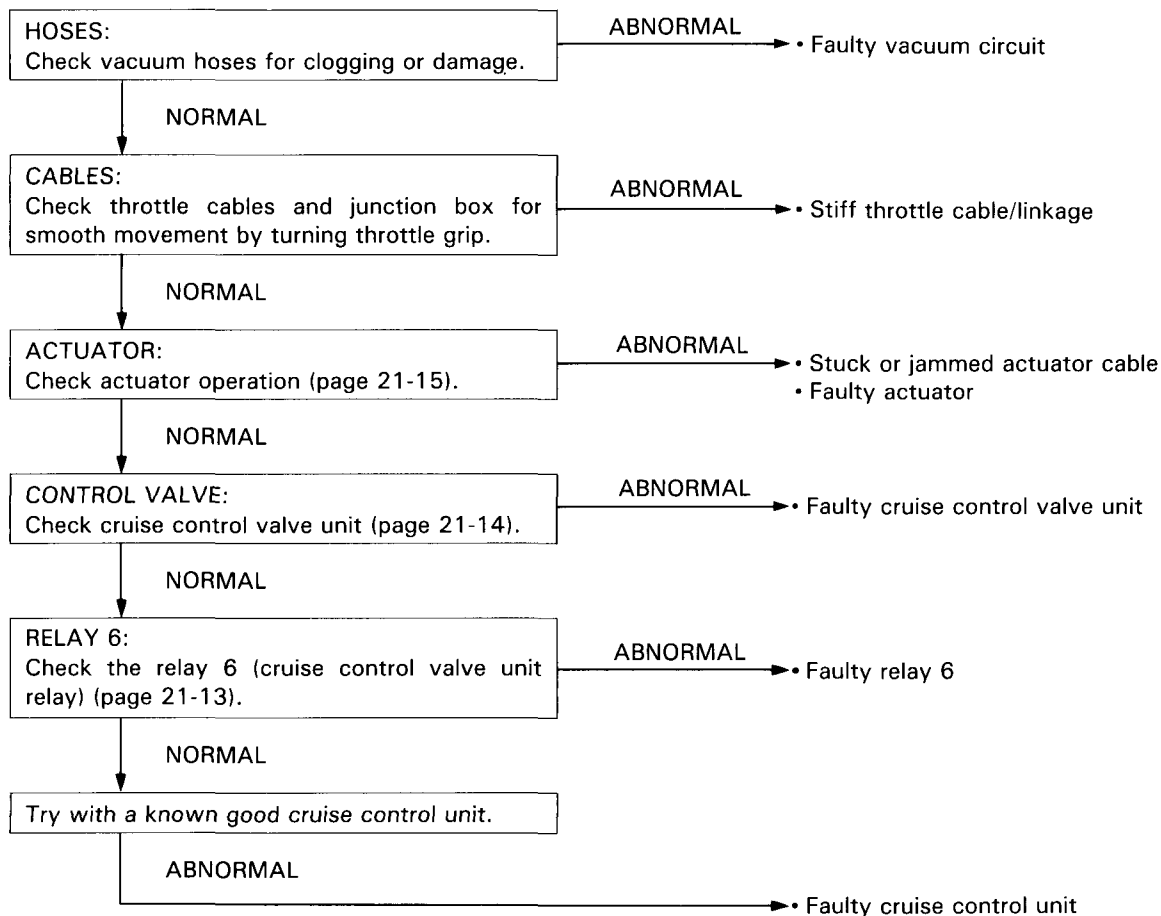 HOSES:
Check vacuum hoses for clogging or damage.
ABNORMAL
• Faulty vacuum circuit
NORMAL
CABLES:
Check throttle cables and junction box for
smooth movement by turning throttle grip.
ABNORMAL
• Stiff throttle cable/linkage
NORMAL
ACTUATOR:
Check actuator operation (page 21-15).
ABNORMAL
• Stuck or jammed actuator cable
• Faulty actuator
NORMAL
CONTROL VALVE:
Check cruise control valve unit (page 21-14).
ABNORMAL
• Faulty cruise control valve unit
NORMAL
RELAY 6:
Check the relay 6 (cruise control valve unit
relay) (page 21-13).
ABNORMAL
• Faulty relay 6
NORMAL
Try with a known good cruise control unit.
ABNORMAL
• Faulty cruise control unit